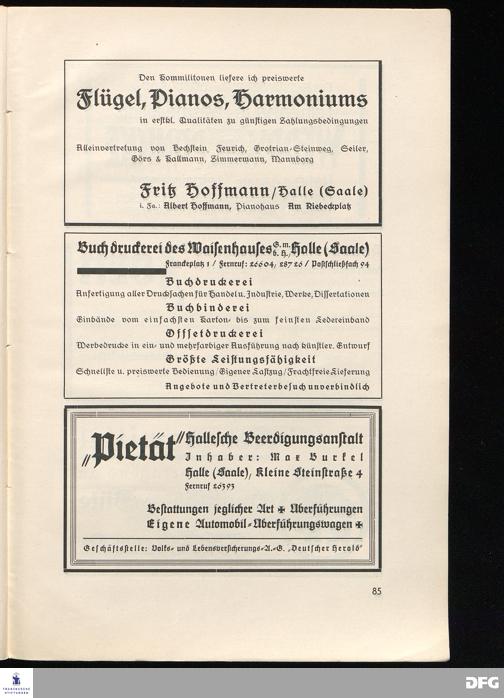 Den Kommilitonen liefere ich preiswerte
Flügel, Pianos, Harmoniums
in erstkl. Qualitäten zu günstigen Zahlungsbedingungen
Alleinvertretung von Bechstein, Feurich, Grotrian-Steinweg, Seiler,
Görs & Kallmann, Zimmermann, Mannborg
Fritz Hoffmann / Halle (Saale)
i. Fa.: Albert Hoffmann, Pianohaus Am Riebeckplatz
Buchdruckerei des Waisenhauses G. m. b. H., Halle (Saale)
Franckeplatz 1 / Fernruf: 26604, 28726 / Postschließfach 94
Buchdruckerei
Anfertigung aller Drucksachen für Handel u. Industrie, Werke, Dissertationen
Buchbinderei
Einbände vom einfachsten Karton- bis zum feinsten Ledereinband
Offsetdruckerei
Werbedrucke in ein- und mehrfarbiger Ausführung nach künstler. Entwurf
Größte Leistungsfähigkeit
Schnellste u. preiswerte Bedienung / Eigener Lastzug / Frachtfreie Lieferung
Angebote und Vertreterbesuch unverbindlich
„Pietät“ Hallesche Beerdigungsanstalt
Inhaber: Max Burkel
Halle (Saale), Kleine Steinstraße 4
Fernruf 26393
Bestattungen jeglicher Art ✠ Überführungen
Eigene Automobil-Überführungswagen ✠
Geschäftsstelle: Volks- und Lebensversicherungs-A.-G. „Deutscher Herold“
85
FRANCKESCHE STIFTUNGEN
DFG